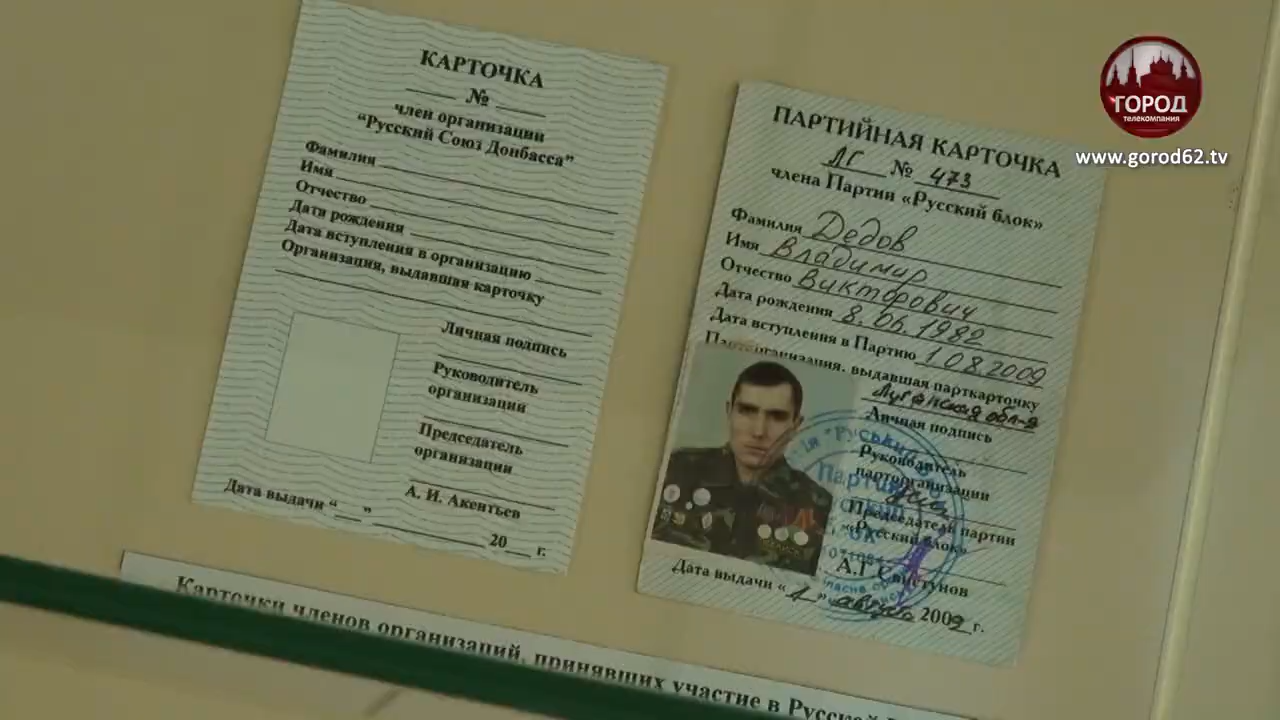 КАРТОЧКА
№
член организации
“Русский Союз Донбасса”
Фамилия
Имя
Отчество
Дата рождения
Дата вступления в организацию
Организация, выдавшая карточку
Личная подпись
Руководитель
организации
Председатель
организации
А. И. Акентьев
Дата выдачи “ ” 20 г.
ПАРТИЙНАЯ КАРТОЧКА
ЛГ № 473
члена Партии «Русский блок»
Фамилия Дедов
Имя Владимир
Отчество Викторович
Дата рождения 8.06.1982
Дата вступления в Партию 1.08.2009
Парторганизация, выдавшая парткарточку
Луганская обл-я
Личная подпись
Руководитель
парторганизации
Председатель партии
«Русский блок»
А.Г. Свистунов
Дата выдачи «1» август 2009 г.
Карточки членов организаций, принявших участие в Русской
ГОРОД
телекомпания
www.gorod62.tv